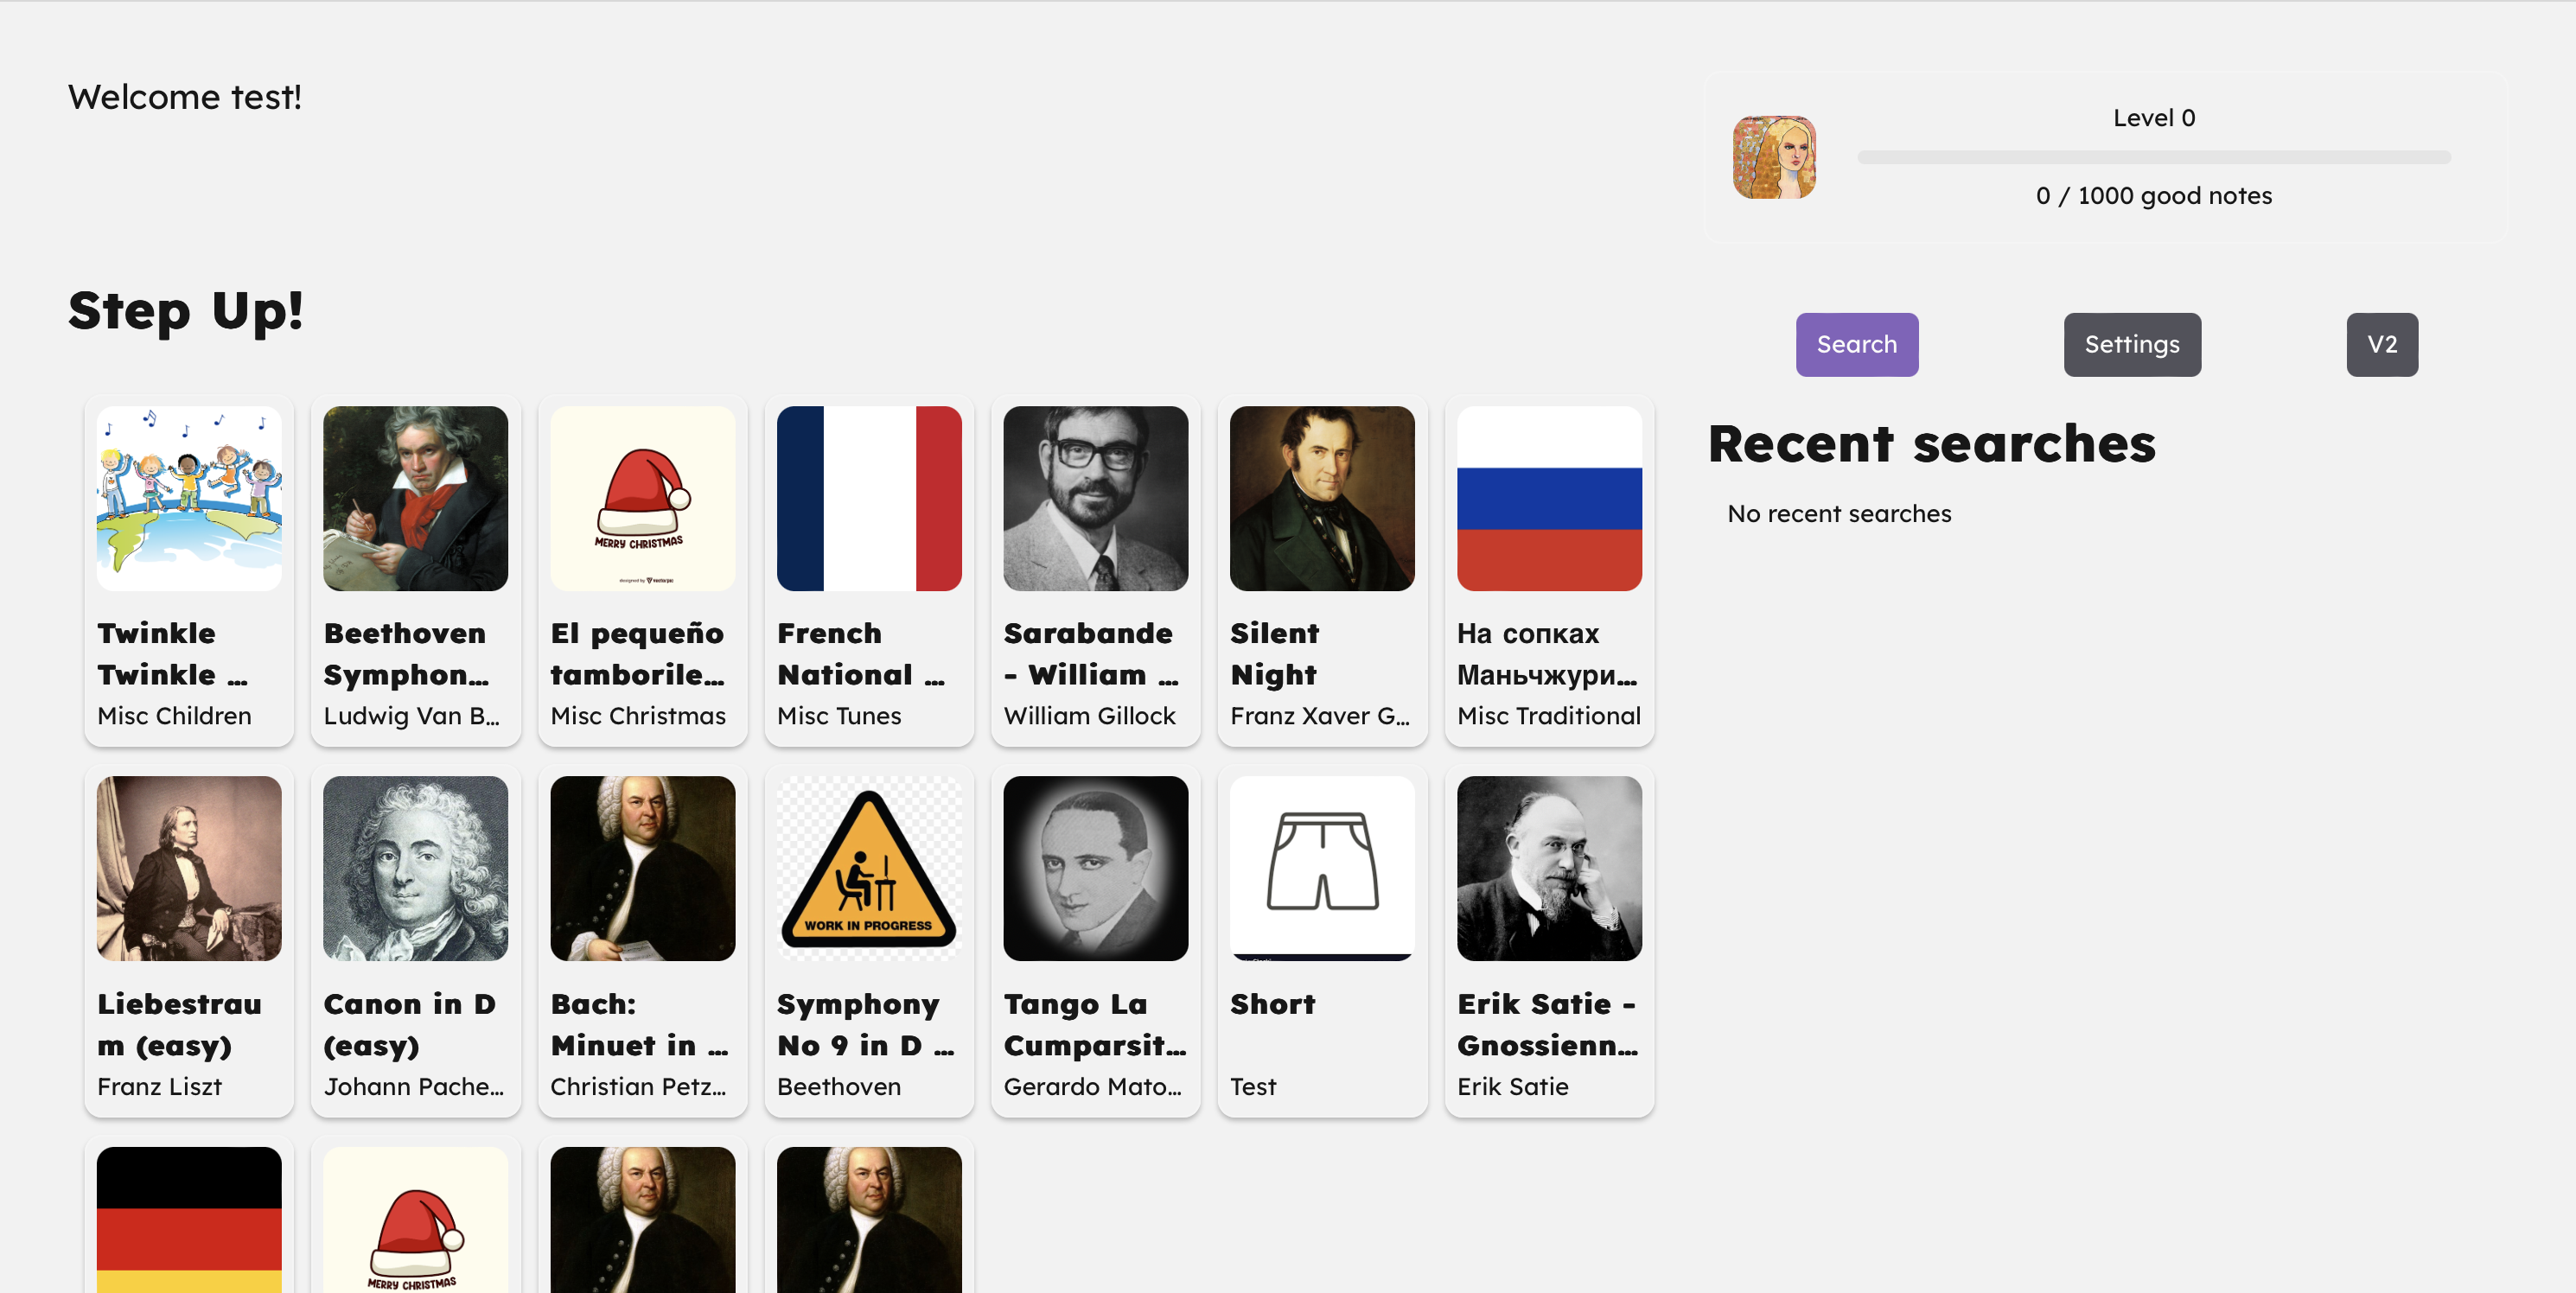 Welcome test!
Level 0
0 / 1000 good notes
Step Up!
Search
Settings
V2
Recent searches
No recent searches
MERRY CHRISTMAS
designed by vectorpic
Twinkle
Twinkle ...
Misc Children
Beethoven
Symphon...
Ludwig Van B...
El pequeño
tamborile...
Misc Christmas
French
National ...
Misc Tunes
Sarabande
- William ...
William Gillock
Silent
Night
Franz Xaver G...
На сопках
Маньчжури...
Misc Traditional
WORK IN PROGRESS
Liebestrau
m (easy)
Franz Liszt
Canon in D
(easy)
Johann Pache...
Bach:
Minuet in ...
Christian Petz...
Symphony
No 9 in D ...
Beethoven
Tango La
Cumparsit...
Gerardo Mato...
Short
Test
Erik Satie -
Gnossienn...
Erik Satie
MERRY CHRISTMAS